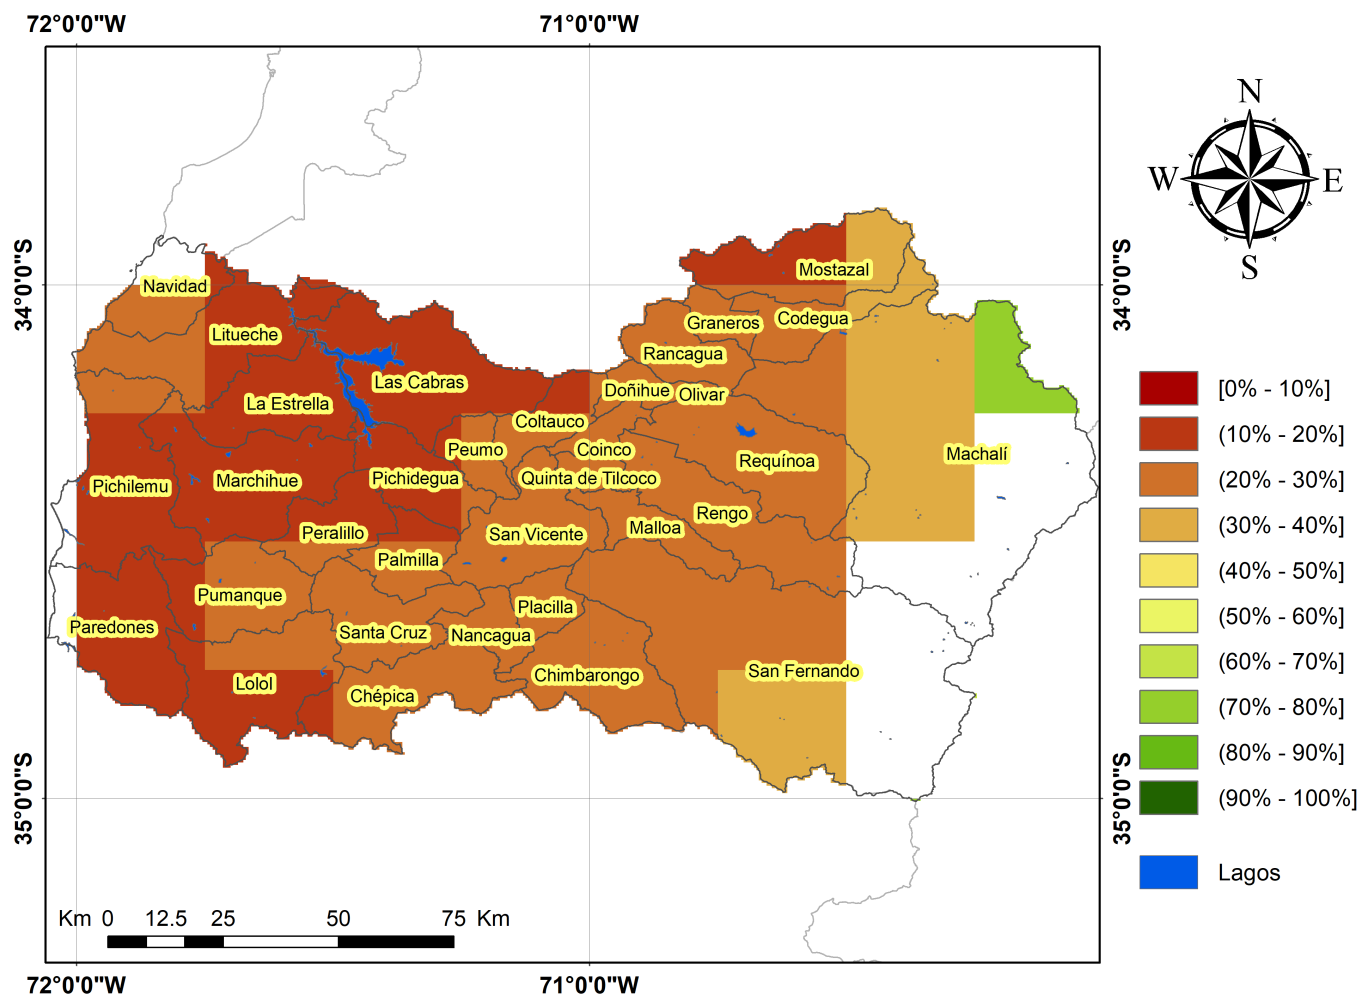 72°0'0"W 71°0'0"W
N
W E
S
34°0'0"S 34°0'0"S
Navidad
Mostazal
Litueche
Graneros
Codegua
Rancagua
Las Cabras
Doñihue
Olivar
[0% - 10%]
La Estrella
Coltauco
(10% - 20%]
Peumo
Coinco
Requínoa
Machalí
Pichilemu
Marchihue
Pichidegua
Quinta de Tilcoco
(20% - 30%]
Rengo
Peralillo
San Vicente
Malloa
(30% - 40%]
Palmilla
(40% - 50%]
Pumanque
Placilla
(50% - 60%]
Paredones
Santa Cruz
Nancagua
(60% - 70%]
Lolol
Chépica
Chimbarongo
San Fernando
(70% - 80%]
(80% - 90%]
35°0'0"S 35°0'0"S
(90% - 100%]
Lagos
Km 0 12.5 25 50 75 Km
72°0'0"W 71°0'0"W